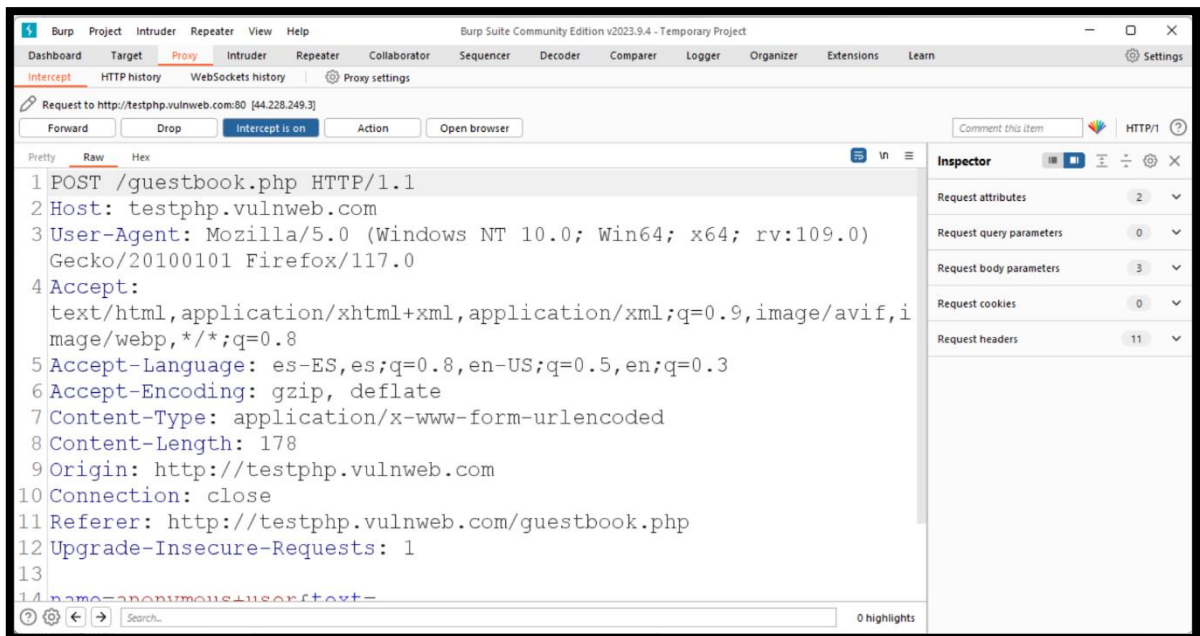 Burp Project Intruder Repeater View Help Burp Suite Community Edition v2023.9.4 - Temporary Project
Dashboard Target Proxy Intruder Repeater Collaborator Sequencer Decoder Comparer Logger Organizer Extensions Learn Settings
Intercept HTTP history WebSockets history Proxy settings
Request to http://testphp.vulnweb.com:80 [44.228.249.3]
Forward Drop Intercept is on Action Open browser Comment this item HTTP/1 ?
Pretty Raw Hex \n
Inspector
Request attributes 2
Request query parameters 0
Request body parameters 3
Request cookies 0
Request headers 11
1 POST /guestbook.php HTTP/1.1
2 Host: testphp.vulnweb.com
3 User-Agent: Mozilla/5.0 (Windows NT 10.0; Win64; x64; rv:109.0)
Gecko/20100101 Firefox/117.0
4 Accept:
text/html,application/xhtml+xml,application/xml;q=0.9,image/avif,i
mage/webp,*/*;q=0.8
5 Accept-Language: es-ES,es;q=0.8,en-US;q=0.5,en;q=0.3
6 Accept-Encoding: gzip, deflate
7 Content-Type: application/x-www-form-urlencoded
8 Content-Length: 178
9 Origin: http://testphp.vulnweb.com
10 Connection: close
11 Referer: http://testphp.vulnweb.com/guestbook.php
12 Upgrade-Insecure-Requests: 1
13
14 name=anonymous+user&text=
? Search... 0 highlights